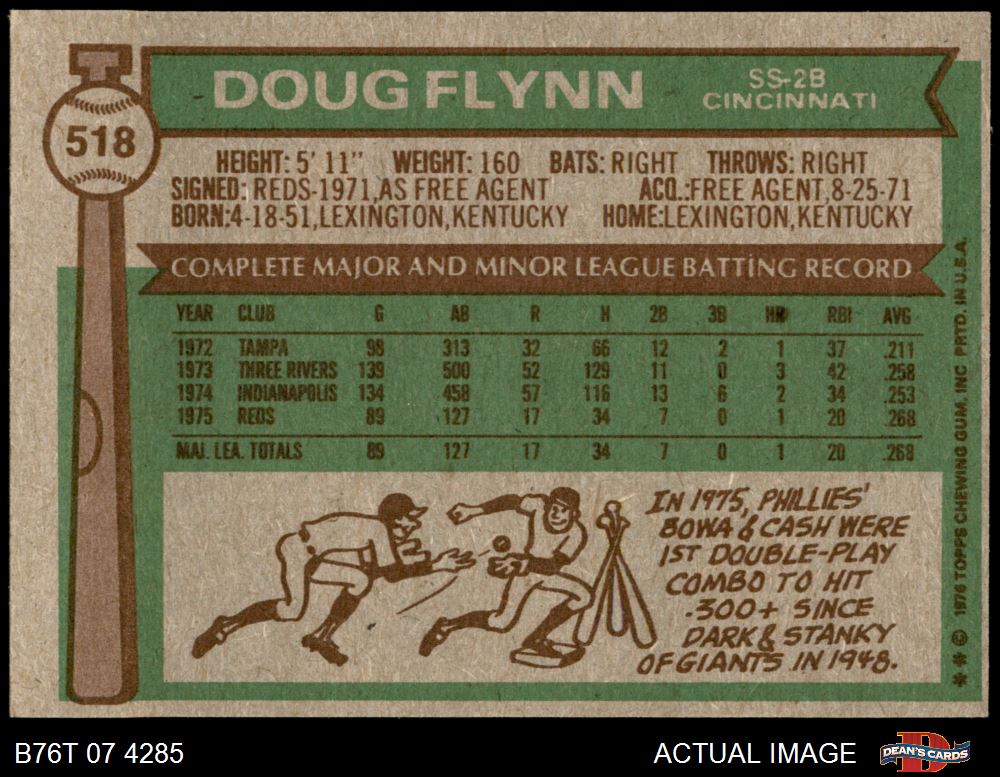 518
DOUG FLYNN
SS-2B
CINCINNATI
HEIGHT: 5' 11" WEIGHT: 160 BATS: RIGHT THROWS: RIGHT
SIGNED: REDS-1971, AS FREE AGENT ACQ.: FREE AGENT, 8-25-71
BORN: 4-18-51, LEXINGTON, KENTUCKY HOME: LEXINGTON, KENTUCKY
COMPLETE MAJOR AND MINOR LEAGUE BATTING RECORD
YEAR CLUB G AB R H 2B 3B HR RBI AVG
1972 TAMPA 98 313 32 66 12 2 1 37 .211
1973 THREE RIVERS 139 500 52 129 11 0 3 42 .258
1974 INDIANAPOLIS 134 458 57 116 13 6 2 34 .253
1975 REDS 89 127 17 34 7 0 1 20 .268
MAJ. LEA. TOTALS 89 127 17 34 7 0 1 20 .268
IN 1975, PHILLIES'
BOWA & CASH WERE
1ST DOUBLE-PLAY
COMBO TO HIT
.300+ SINCE
DARK & STANKY
OF GIANTS IN 1948.
** © 1976 TOPPS CHEWING GUM, INC PRTD. IN U.S.A.
B76T 07 4285
ACTUAL IMAGE
DEAN'S CARDS